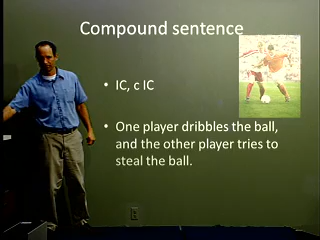 Compound sentence
• IC, c IC
• One player dribbles the ball,
and the other player tries to
steal the ball.